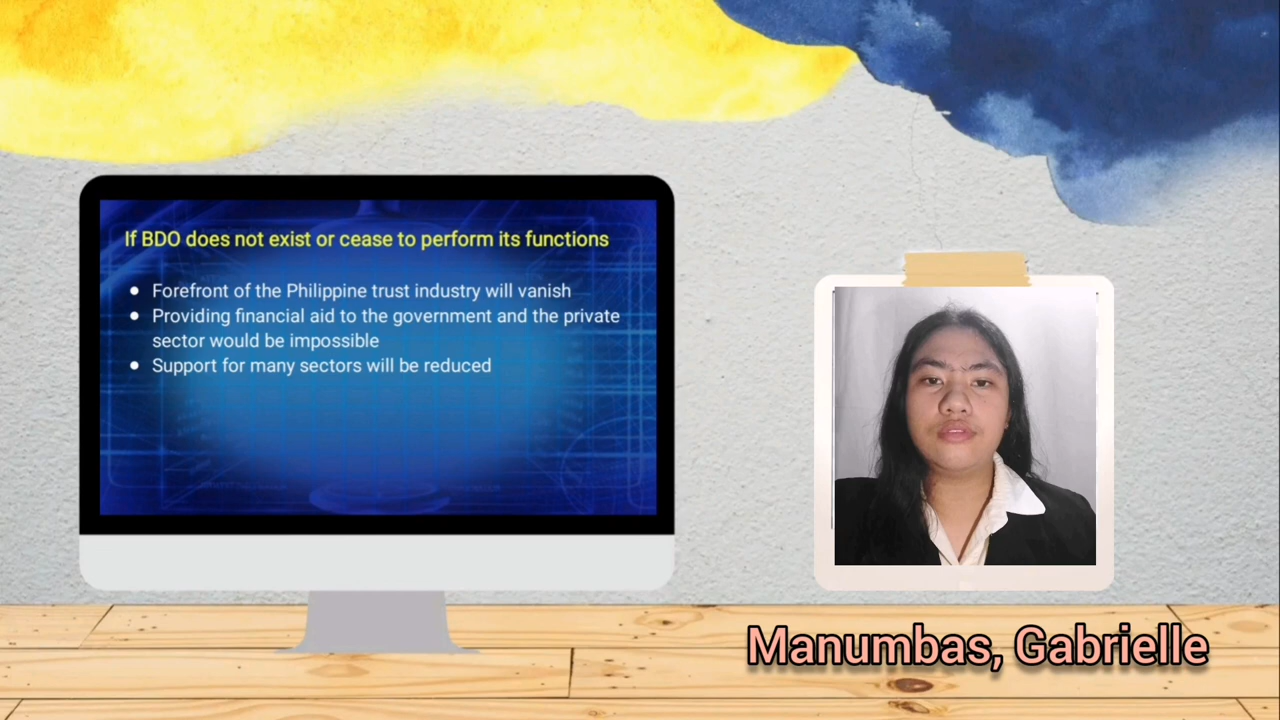 If BDO does not exist or cease to perform its functions
● Forefront of the Philippine trust industry will vanish
● Providing financial aid to the government and the private
sector would be impossible
● Support for many sectors will be reduced
Manumbas, Gabrielle